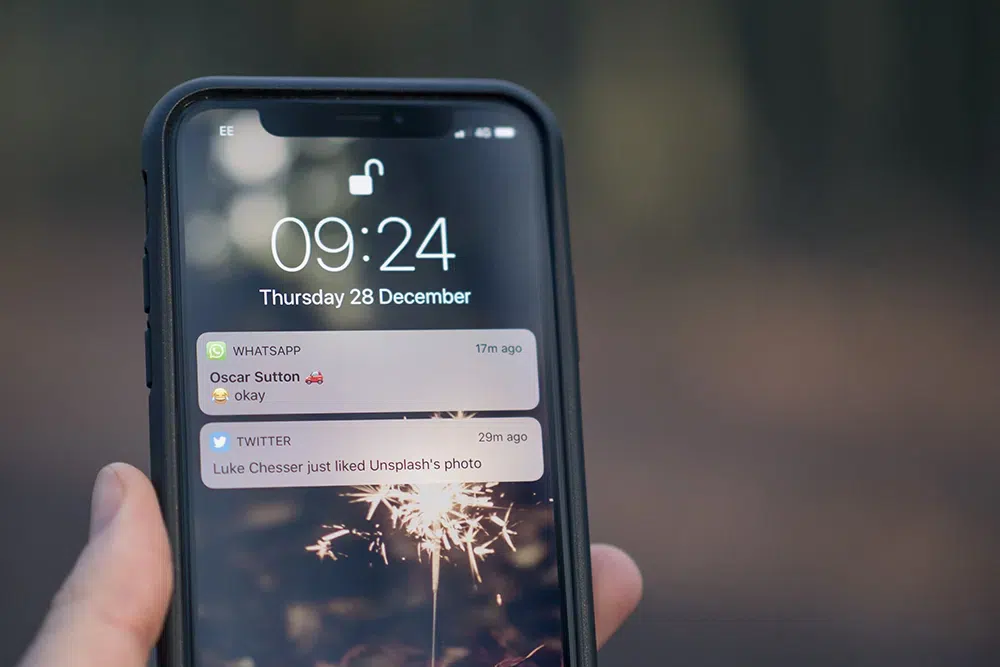 EE 4G
09:24
Thursday 28 December
WHATSAPP 17m ago
Oscar Sutton 🚗
😂 okay
TWITTER 29m ago
Luke Chesser just liked Unsplash's photo